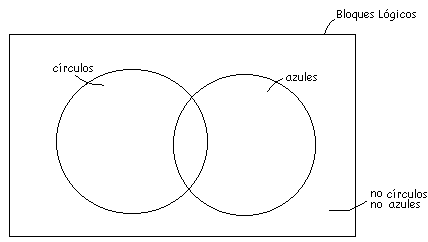 Bloques Lógicos
círculos
azules
no círculos
no azules